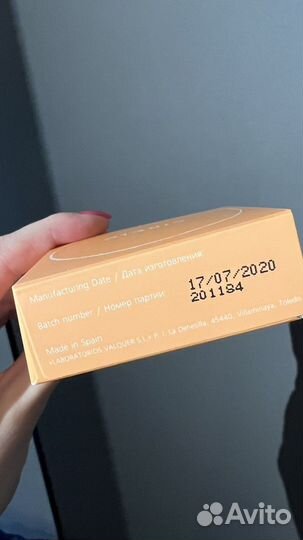 Manufacturing Date / Дата изготовления:
17/07/2020
Batch number / Номер партии:
201184
Made in Spain
*LABORATORIOS VALQUER S.L.• P. I. La Dehesilla, 45440, Villaminaya, Toledo
Avito